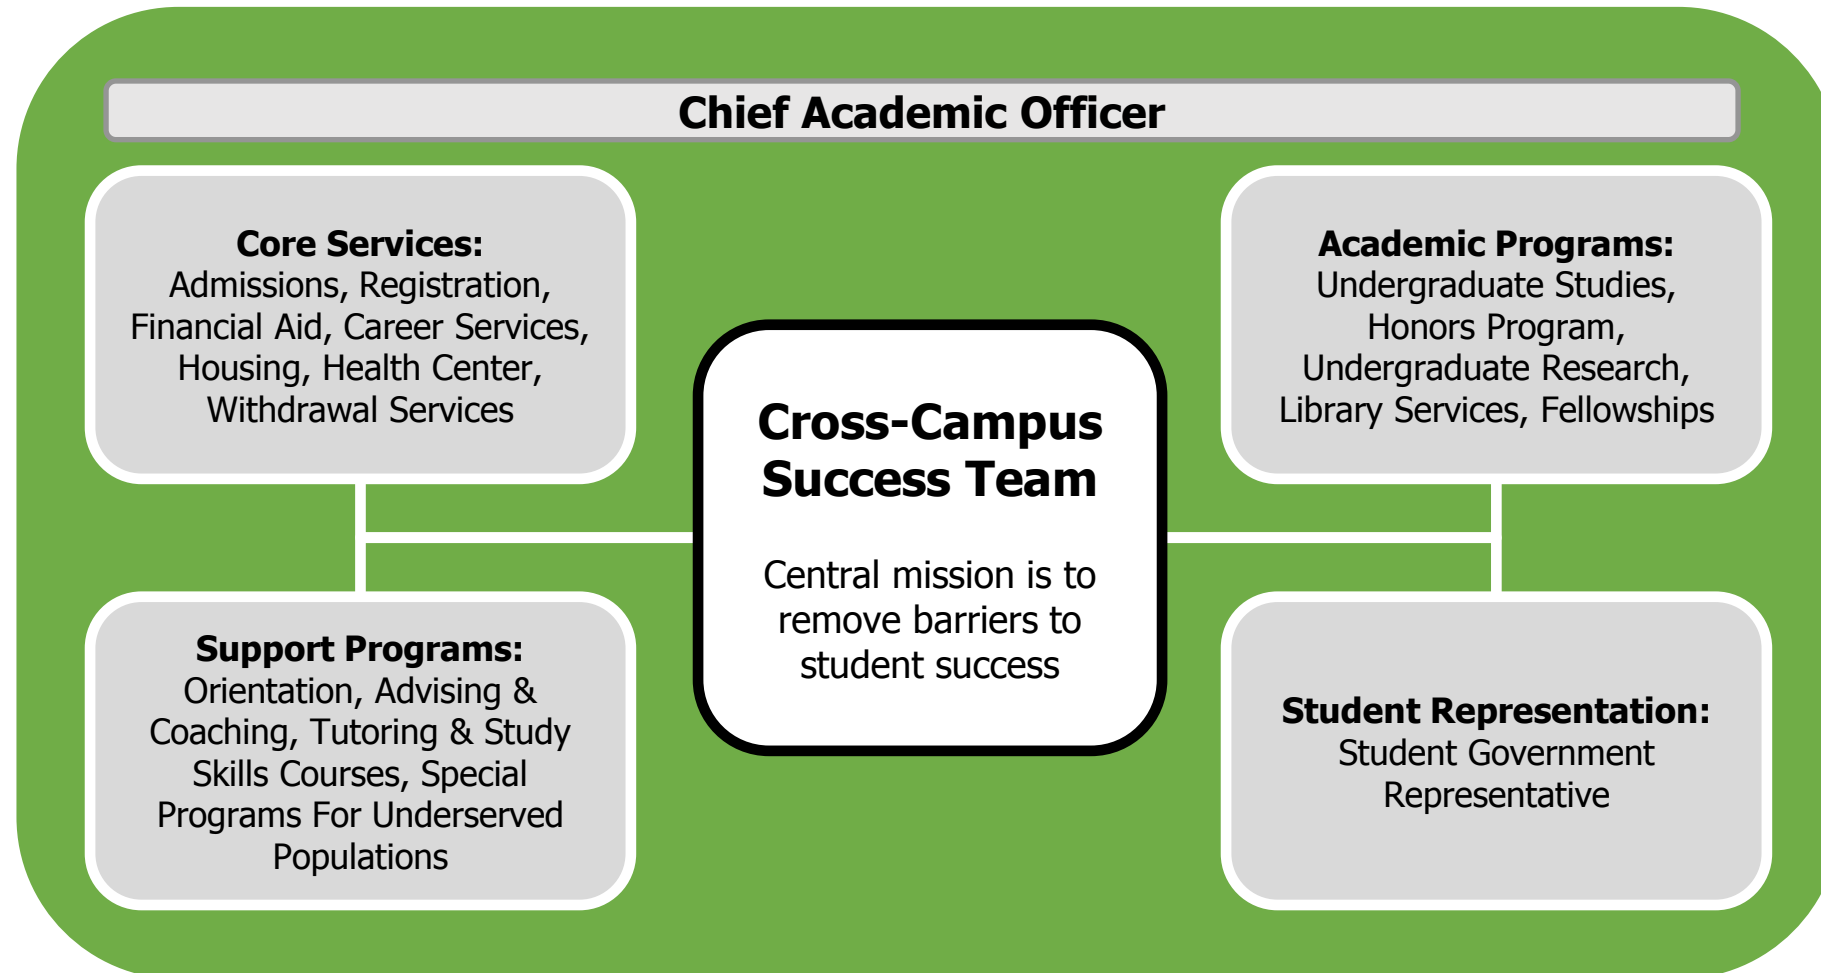 Chief Academic Officer
Core Services:
Admissions, Registration,
Financial Aid, Career Services,
Housing, Health Center,
Withdrawal Services
Academic Programs:
Undergraduate Studies,
Honors Program,
Undergraduate Research,
Library Services, Fellowships
Cross-Campus
Success Team
Central mission is to
remove barriers to
student success
Support Programs:
Orientation, Advising &
Coaching, Tutoring & Study
Skills Courses, Special
Programs For Underserved
Populations
Student Representation:
Student Government
Representative